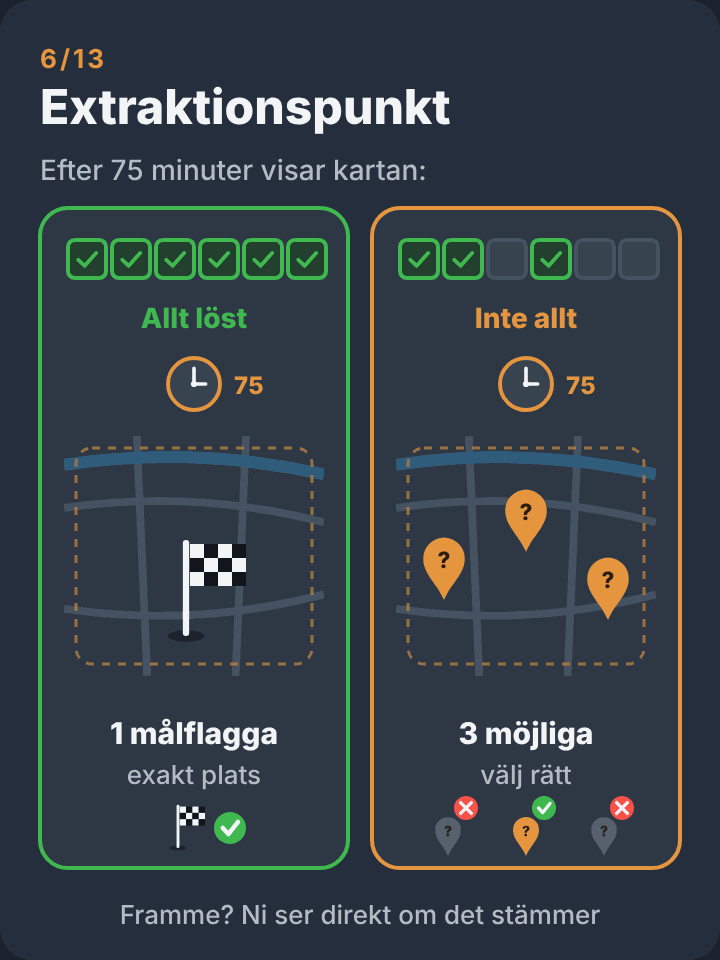 6/13
Extraktionspunkt
Efter 75 minuter visar kartan:
Allt löst
75
1 målflagga
exakt plats
Inte allt
75
?
?
?
3 möjliga
välj rätt
?
?
?
Framme? Ni ser direkt om det stämmer